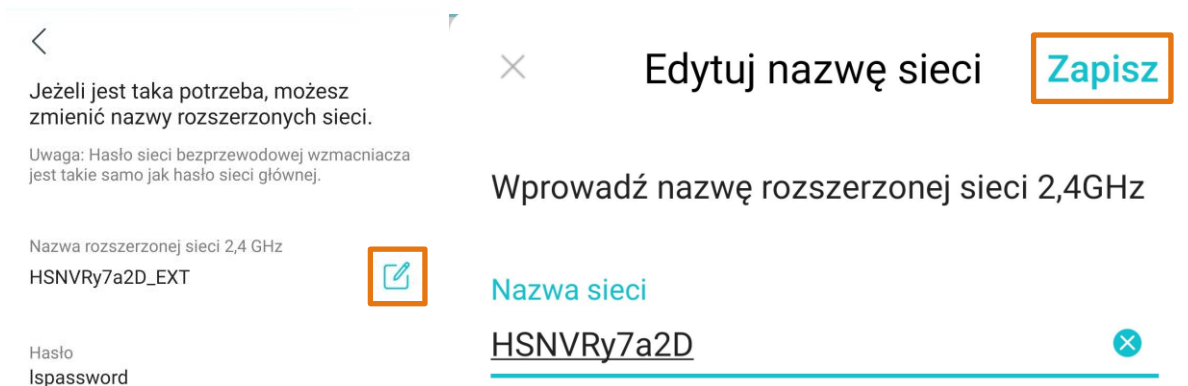 Jeżeli jest taka potrzeba, możesz
zmienić nazwy rozszerzonych sieci.
Uwaga: Hasło sieci bezprzewodowej wzmacniacza
jest takie samo jak hasło sieci głównej.
Nazwa rozszerzonej sieci 2,4 GHz
HSNVRy7a2D_EXT
Hasło
lspassword
Edytuj nazwę sieci
Zapisz
Wprowadź nazwę rozszerzonej sieci 2,4GHz
Nazwa sieci
HSNVRy7a2D